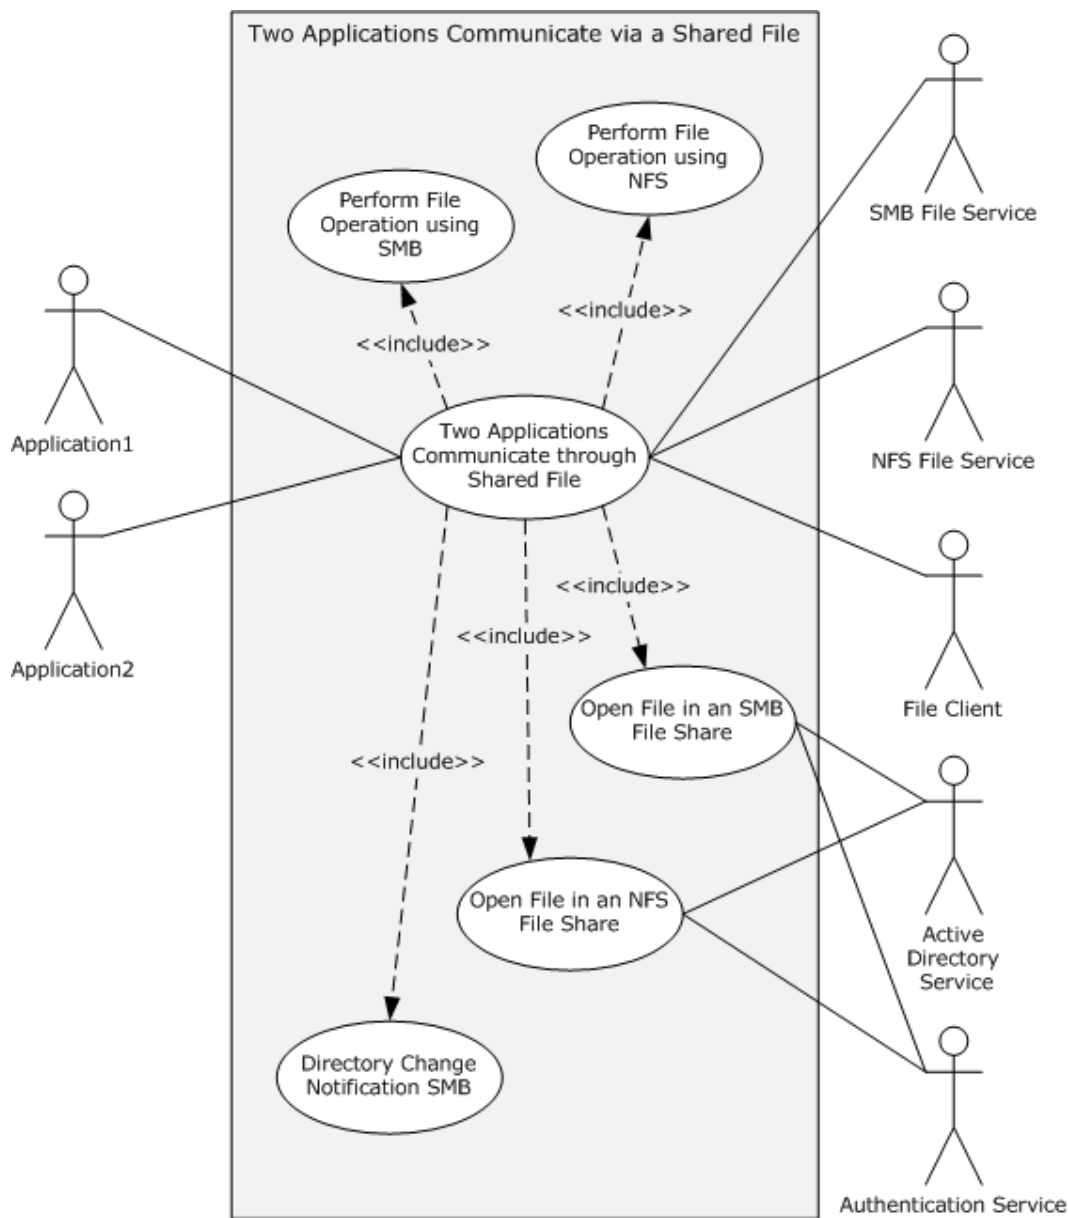 Two Applications Communicate via a Shared File
Perform File
Operation using
NFS
Perform File
Operation using
SMB
SMB File Service
<<include>>
<<include>>
Application1
Two Applications
Communicate through
Shared File
NFS File Service
<<include>>
<<include>>
Application2
Open File in an SMB
File Share
File Client
<<include>>
Open File in an NFS
File Share
Active
Directory
Service
Directory Change
Notification SMB
Authentication Service